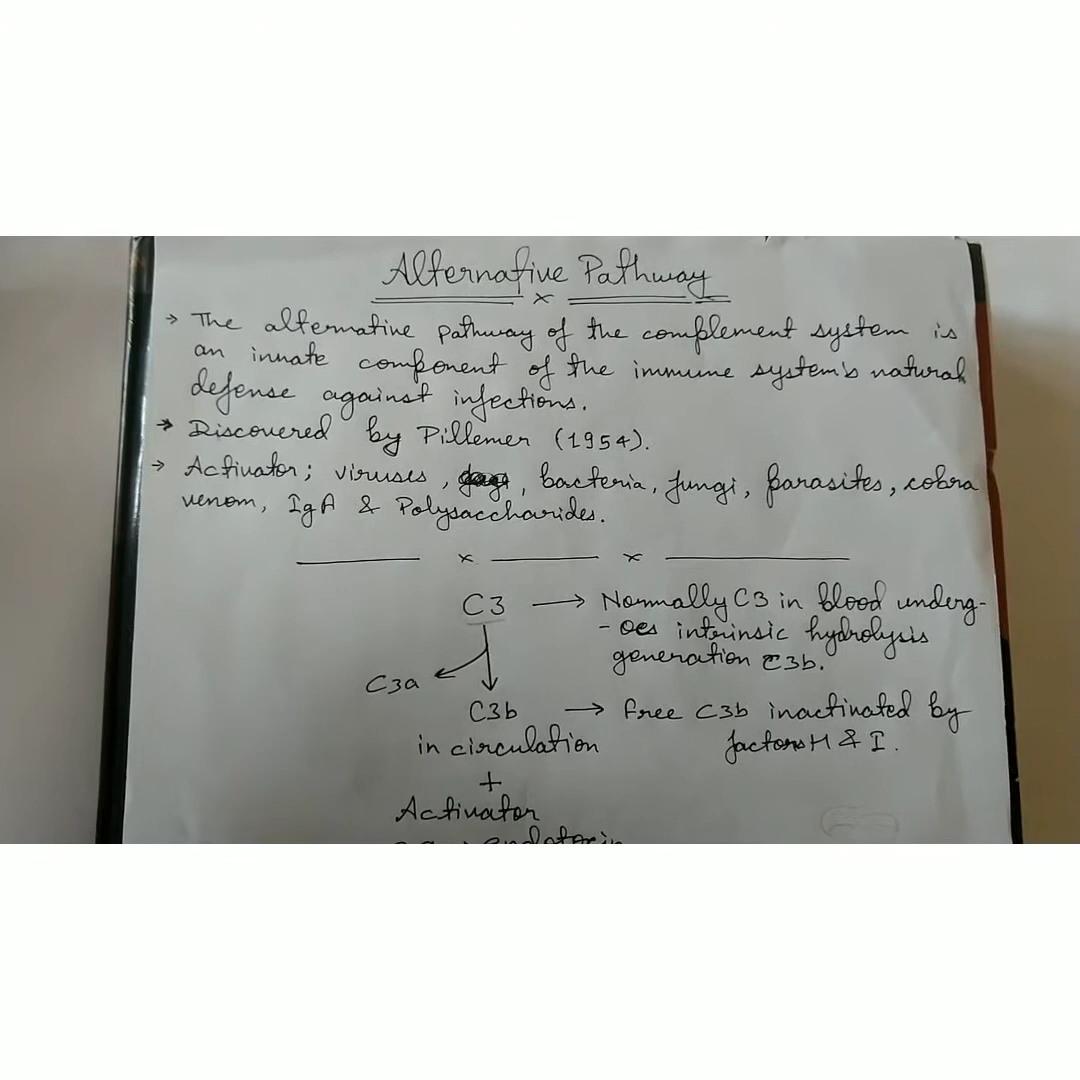 Alternative Pathway
→ The alternative pathway of the complement system is
an innate component of the immune system's natural
defense against infections.
→ Discovered by Pillemer (1954).
→ Activator; viruses, , bacteria, fungi, parasites, cobra
venom, IgA & Polysaccharides.
C3 → Normally C3 in blood underg-
-oes intrinsic hydrolysis
generation C3b.
C3a
C3b → free C3b inactivated by
in circulation factors H & I.
+
Activator
endotoxin